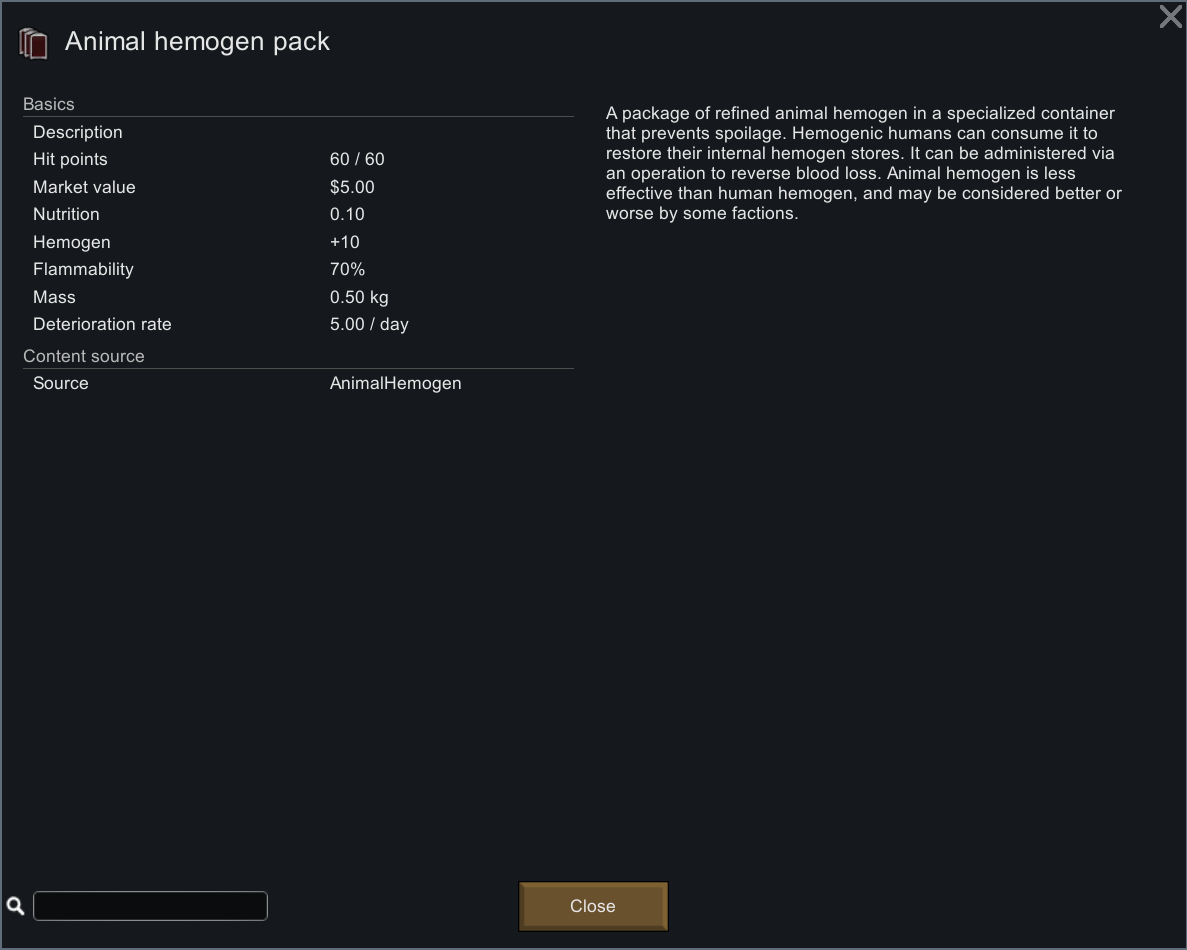 Animal hemogen pack
Basics
Description
Hit points 60 / 60
Market value $5.00
Nutrition 0.10
Hemogen +10
Flammability 70%
Mass 0.50 kg
Deterioration rate 5.00 / day
Content source
Source AnimalHemogen
A package of refined animal hemogen in a specialized container
that prevents spoilage. Hemogenic humans can consume it to
restore their internal hemogen stores. It can be administered via
an operation to reverse blood loss. Animal hemogen is less
effective than human hemogen, and may be considered better or
worse by some factions.
Close